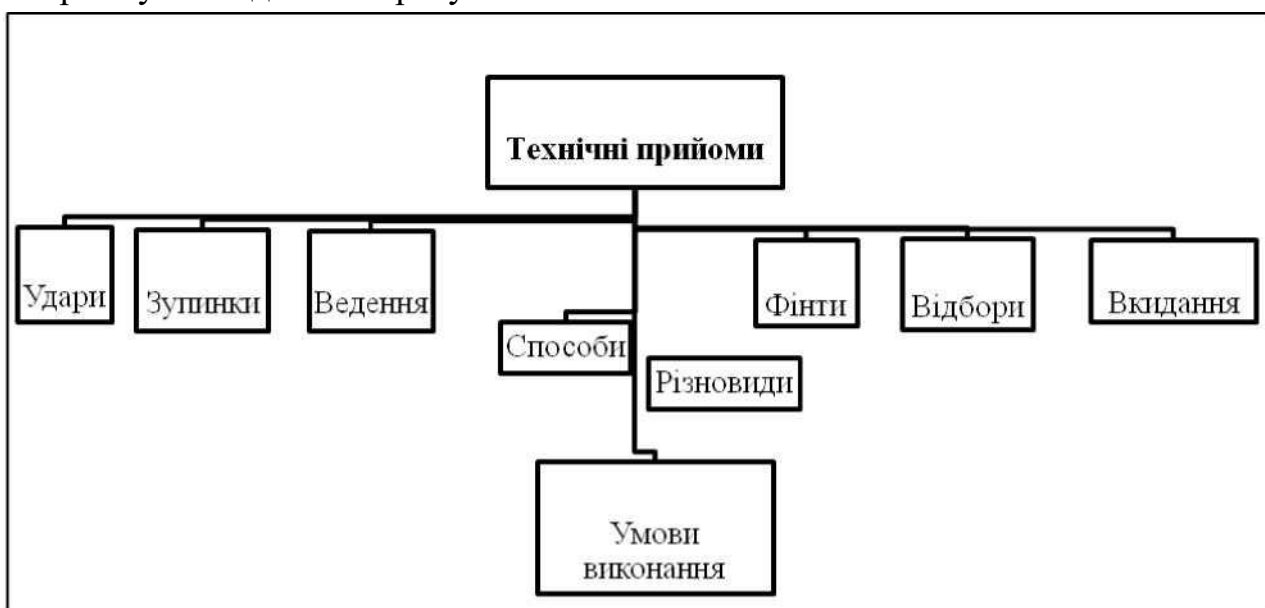 Технічні прийоми
Удари
Зупинки
Ведення
Фінти
Відбори
Вкидання
Способи
Різновиди
Умови
виконання